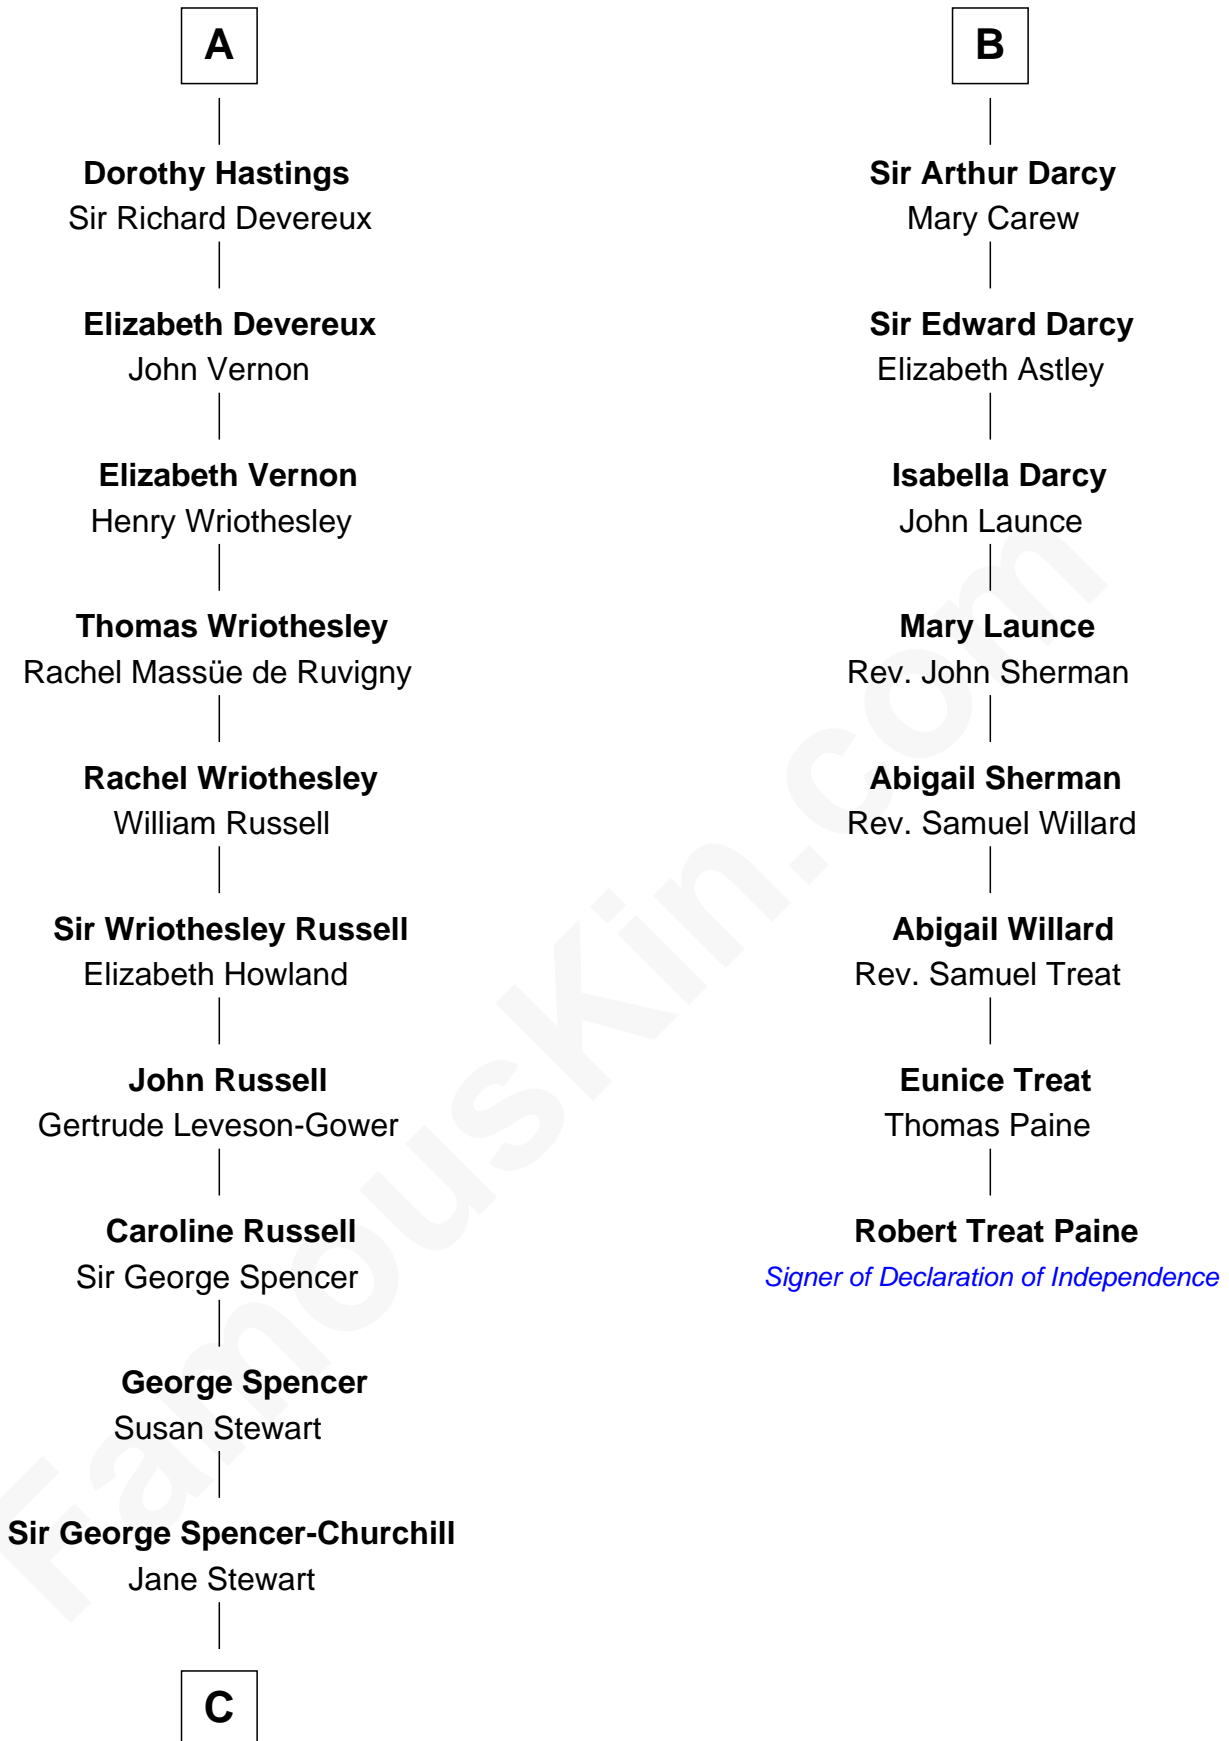 A
Dorothy Hastings
Sir Richard Devereux
Elizabeth Devereux
John Vernon
Elizabeth Vernon
Henry Wriothesley
Thomas Wriothesley
Rachel Massüe de Ruvigny
Rachel Wriothesley
William Russell
Sir Wriothesley Russell
Elizabeth Howland
John Russell
Gertrude Leveson-Gower
Caroline Russell
Sir George Spencer
George Spencer
Susan Stewart
Sir George Spencer-Churchill
Jane Stewart
C
B
Sir Arthur Darcy
Mary Carew
Sir Edward Darcy
Elizabeth Astley
Isabella Darcy
John Launce
Mary Launce
Rev. John Sherman
Abigail Sherman
Rev. Samuel Willard
Abigail Willard
Rev. Samuel Treat
Eunice Treat
Thomas Paine
Robert Treat Paine
Signer of Declaration of Independence
FamousKin.com